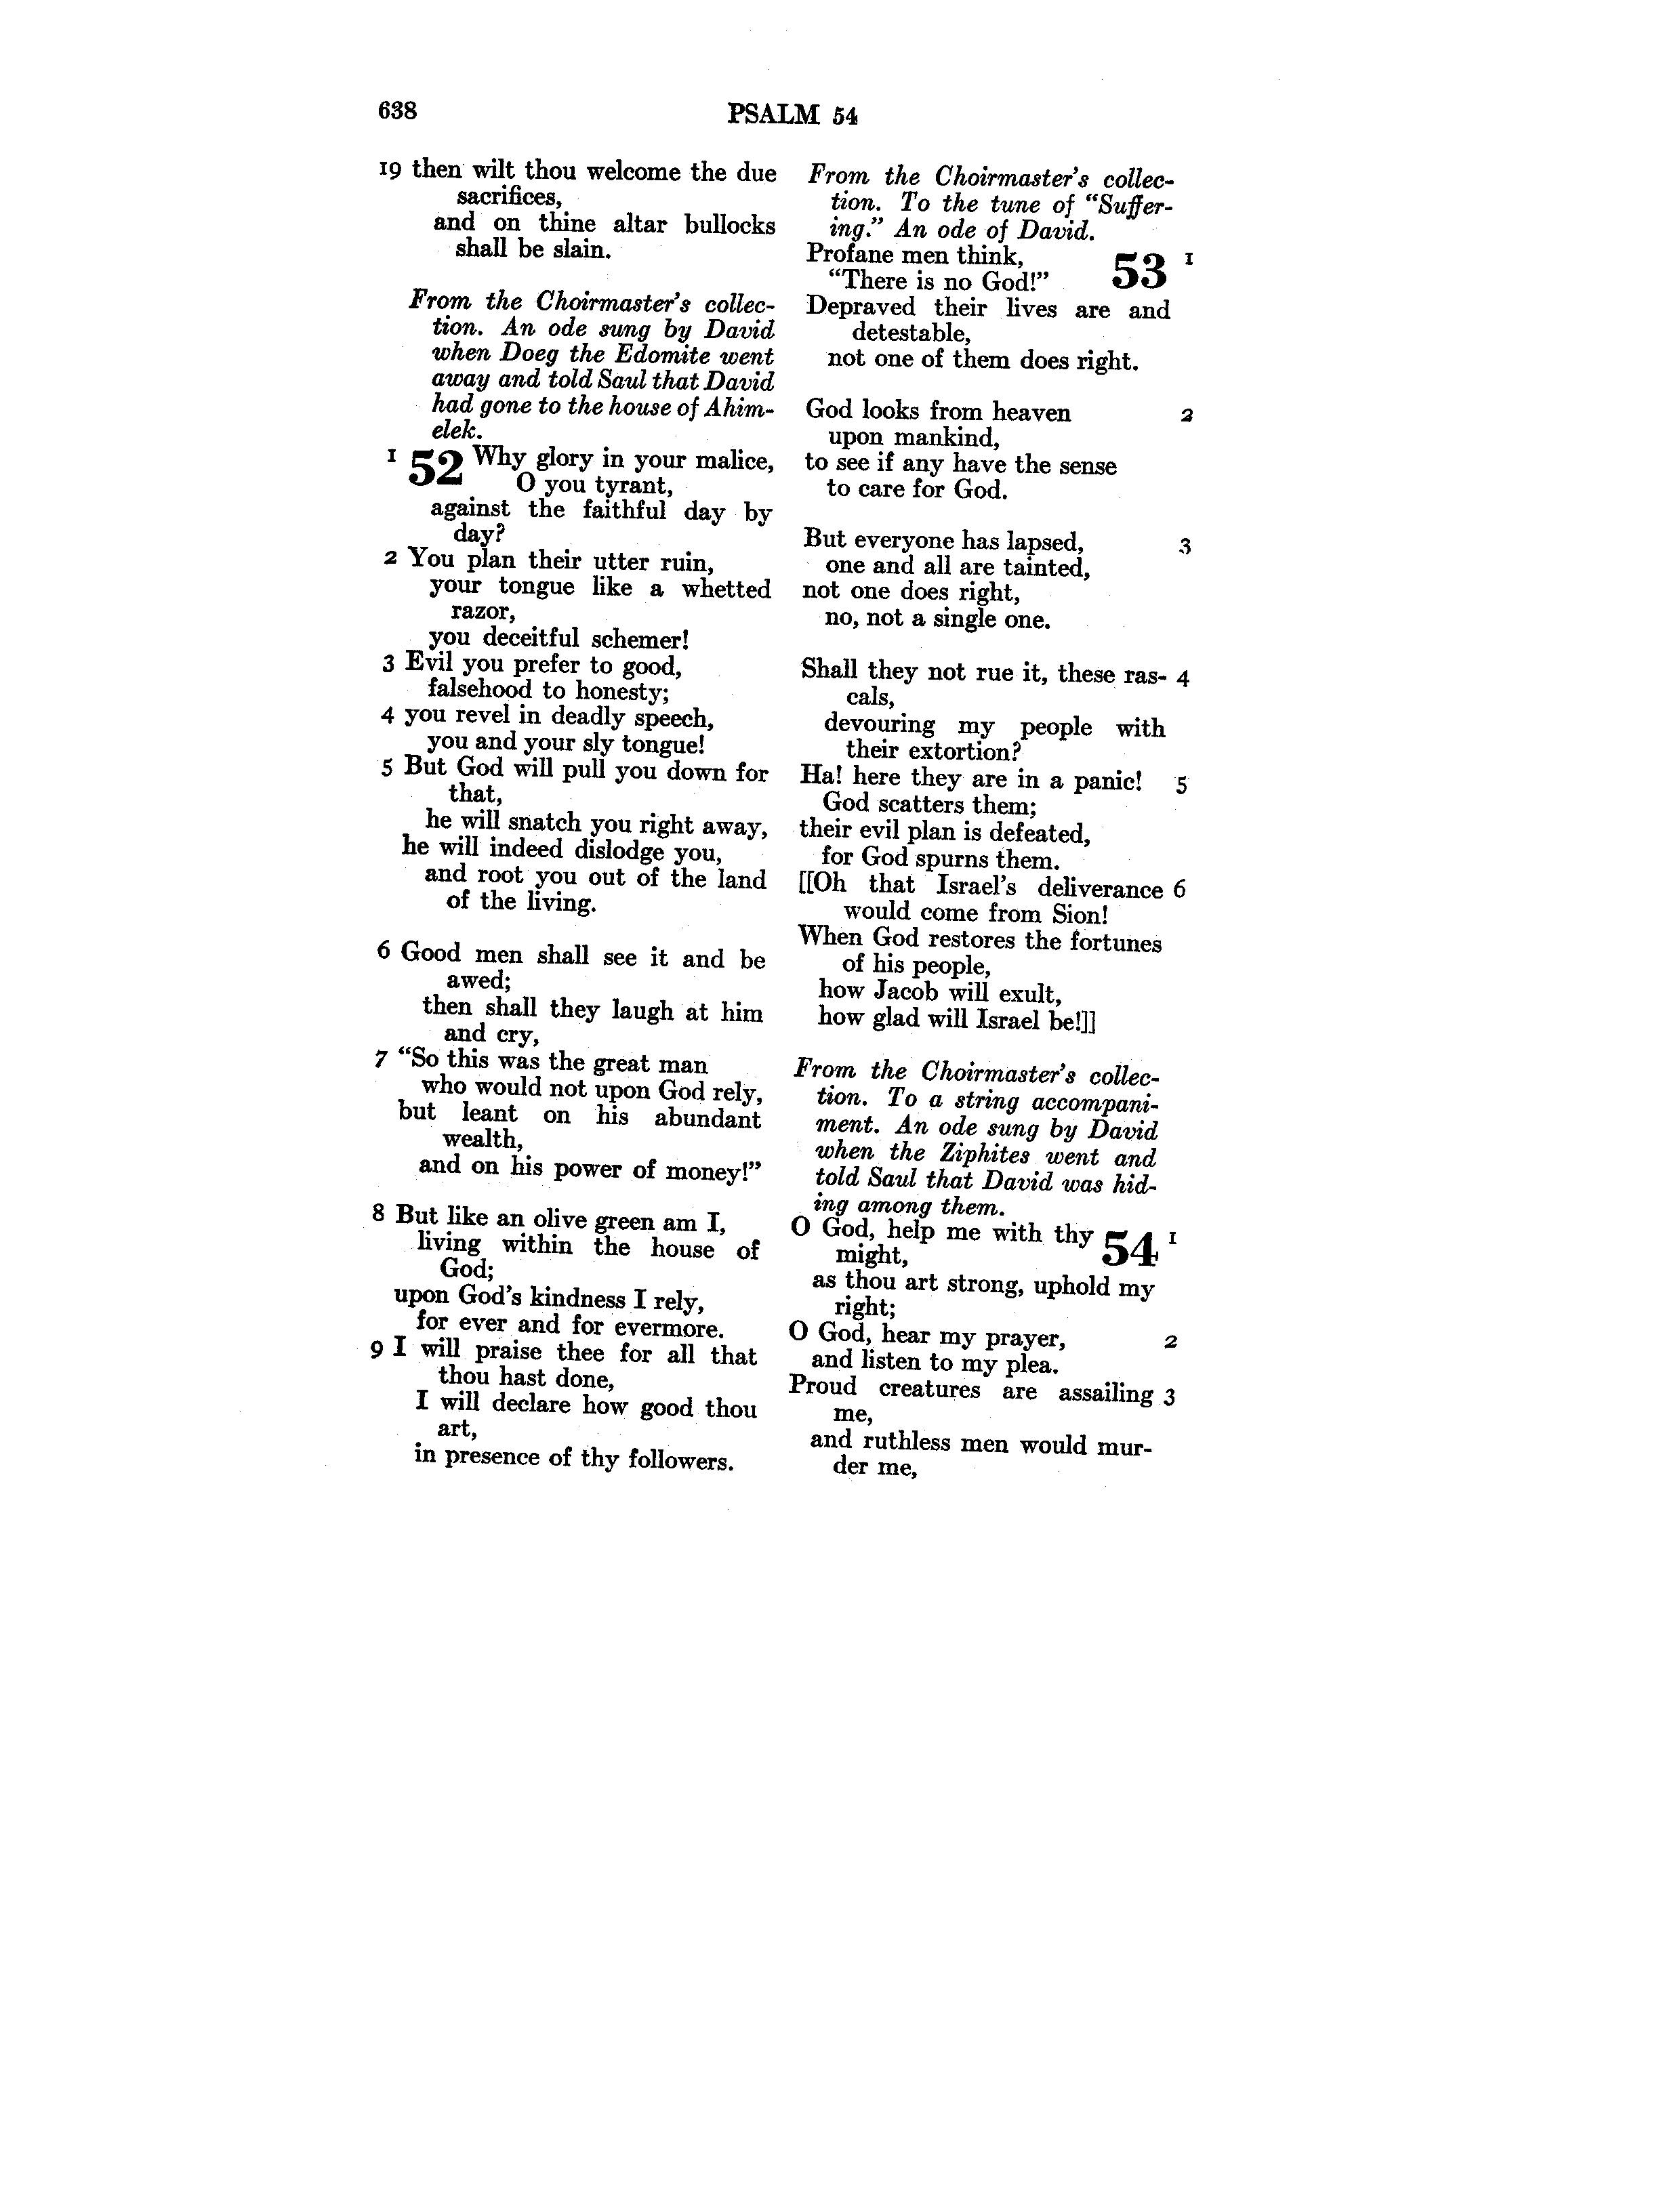 638
PSALM 54
19 then wilt thou welcome the due
sacrifices,
and on thine altar bullocks
shall be slain.
From the Choirmaster's collec-
tion. An ode sung by David
when Doeg the Edomite went
away and told Saul that David
had gone to the house of Ahim-
elek.
1 52 Why glory in your malice,
O you tyrant,
against the faithful day by
day?
2 You plan their utter ruin,
your tongue like a whetted
razor,
you deceitful schemer!
3 Evil you prefer to good,
falsehood to honesty;
4 you revel in deadly speech,
you and your sly tongue!
5 But God will pull you down for
that,
he will snatch you right away,
he will indeed dislodge you,
and root you out of the land
of the living.
6 Good men shall see it and be
awed;
then shall they laugh at him
and cry,
7 “So this was the great man
who would not upon God rely,
but leant on his abundant
wealth,
and on his power of money!”
8 But like an olive green am I,
living within the house of
God;
upon God's kindness I rely,
for ever and for evermore.
9 I will praise thee for all that
thou hast done,
I will declare how good thou
art,
in presence of thy followers.
From the Choirmaster's collec-
tion. To the tune of “Suffer-
ing.” An ode of David.
Profane men think, 53 1
“There is no God!”
Depraved their lives are and
detestable,
not one of them does right.
God looks from heaven 2
upon mankind,
to see if any have the sense
to care for God.
But everyone has lapsed, 3
one and all are tainted,
not one does right,
no, not a single one.
Shall they not rue it, these ras- 4
cals,
devouring my people with
their extortion?
Ha! here they are in a panic! 5
God scatters them;
their evil plan is defeated,
for God spurns them.
[[Oh that Israel's deliverance 6
would come from Sion!
When God restores the fortunes
of his people,
how Jacob will exult,
how glad will Israel be!]]
From the Choirmaster's collec-
tion. To a string accompani-
ment. An ode sung by David
when the Ziphites went and
told Saul that David was hid-
ing among them.
O God, help me with thy 54 1
might,
as thou art strong, uphold my
right;
O God, hear my prayer, 2
and listen to my plea.
Proud creatures are assailing 3
me,
and ruthless men would mur-
der me,